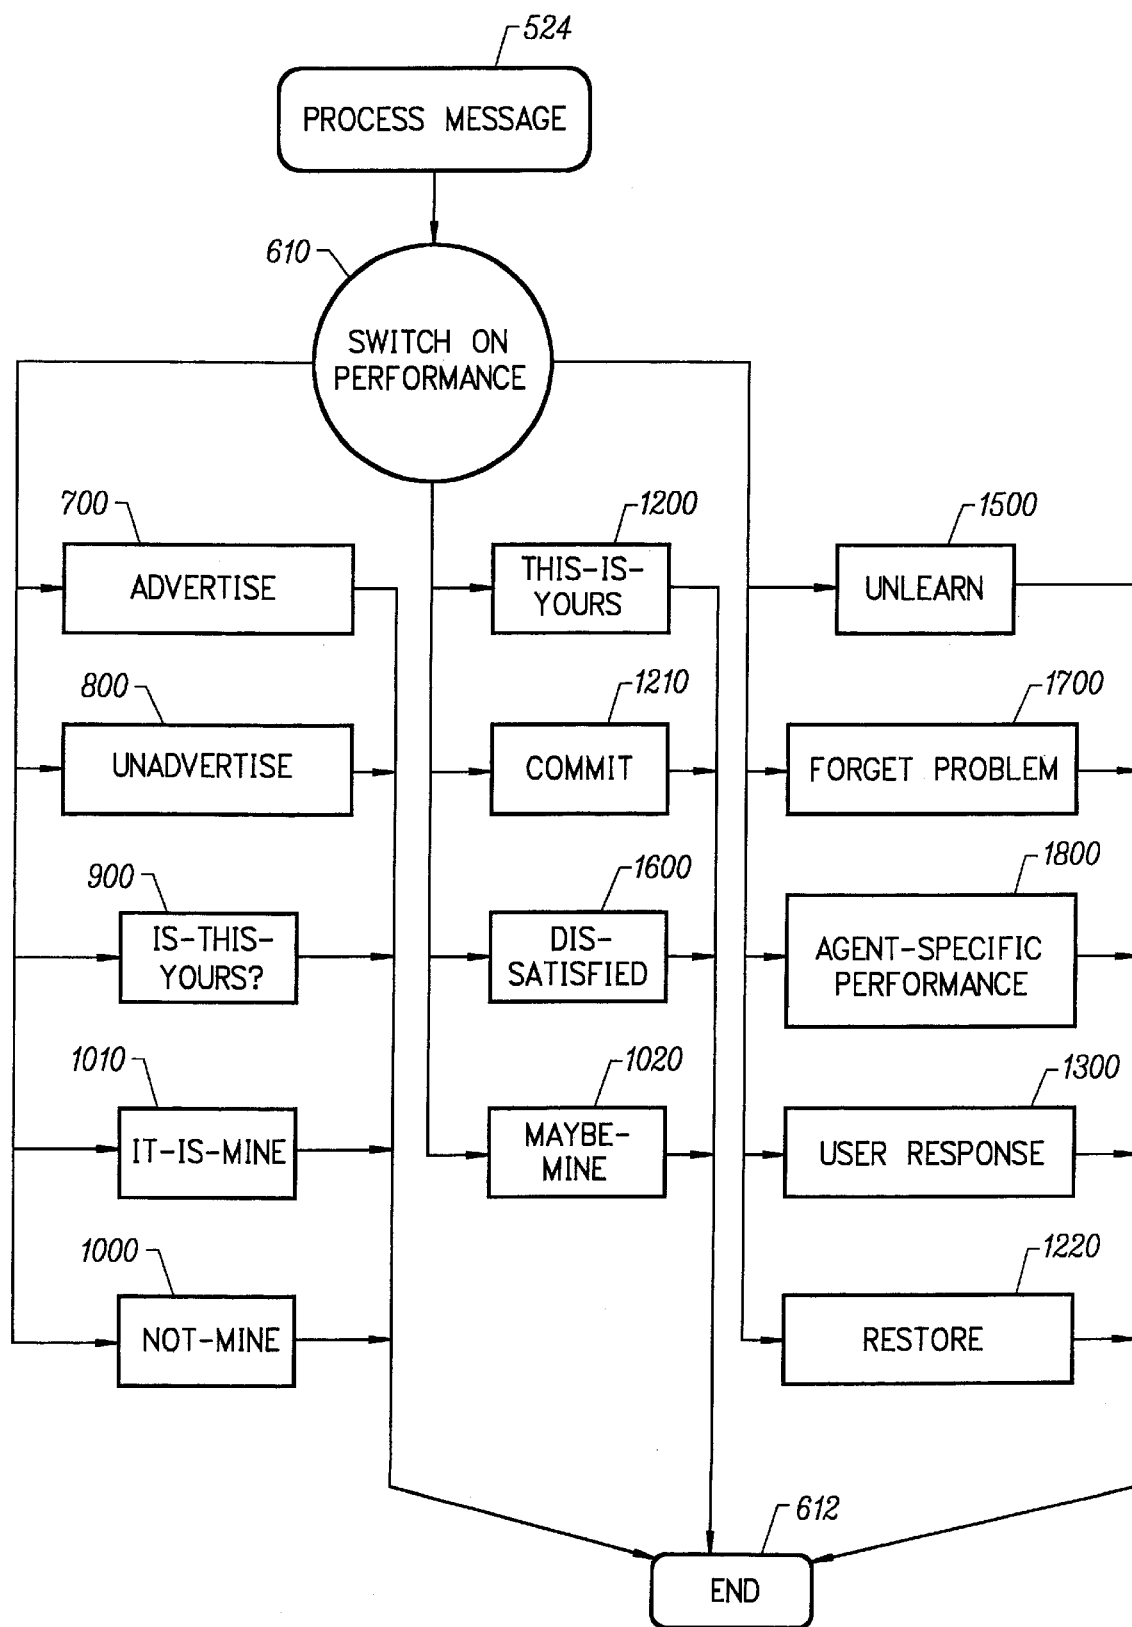 524
PROCESS MESSAGE
610
SWITCH ON
PERFORMANCE
700
ADVERTISE
800
UNADVERTISE
900
IS-THIS-
YOURS?
1010
IT-IS-MINE
1000
NOT-MINE
1200
THIS-IS-
YOURS
1210
COMMIT
1600
DIS-
SATISFIED
1020
MAYBE-
MINE
1500
UNLEARN
1700
FORGET PROBLEM
1800
AGENT-SPECIFIC
PERFORMANCE
1300
USER RESPONSE
1220
RESTORE
612
END